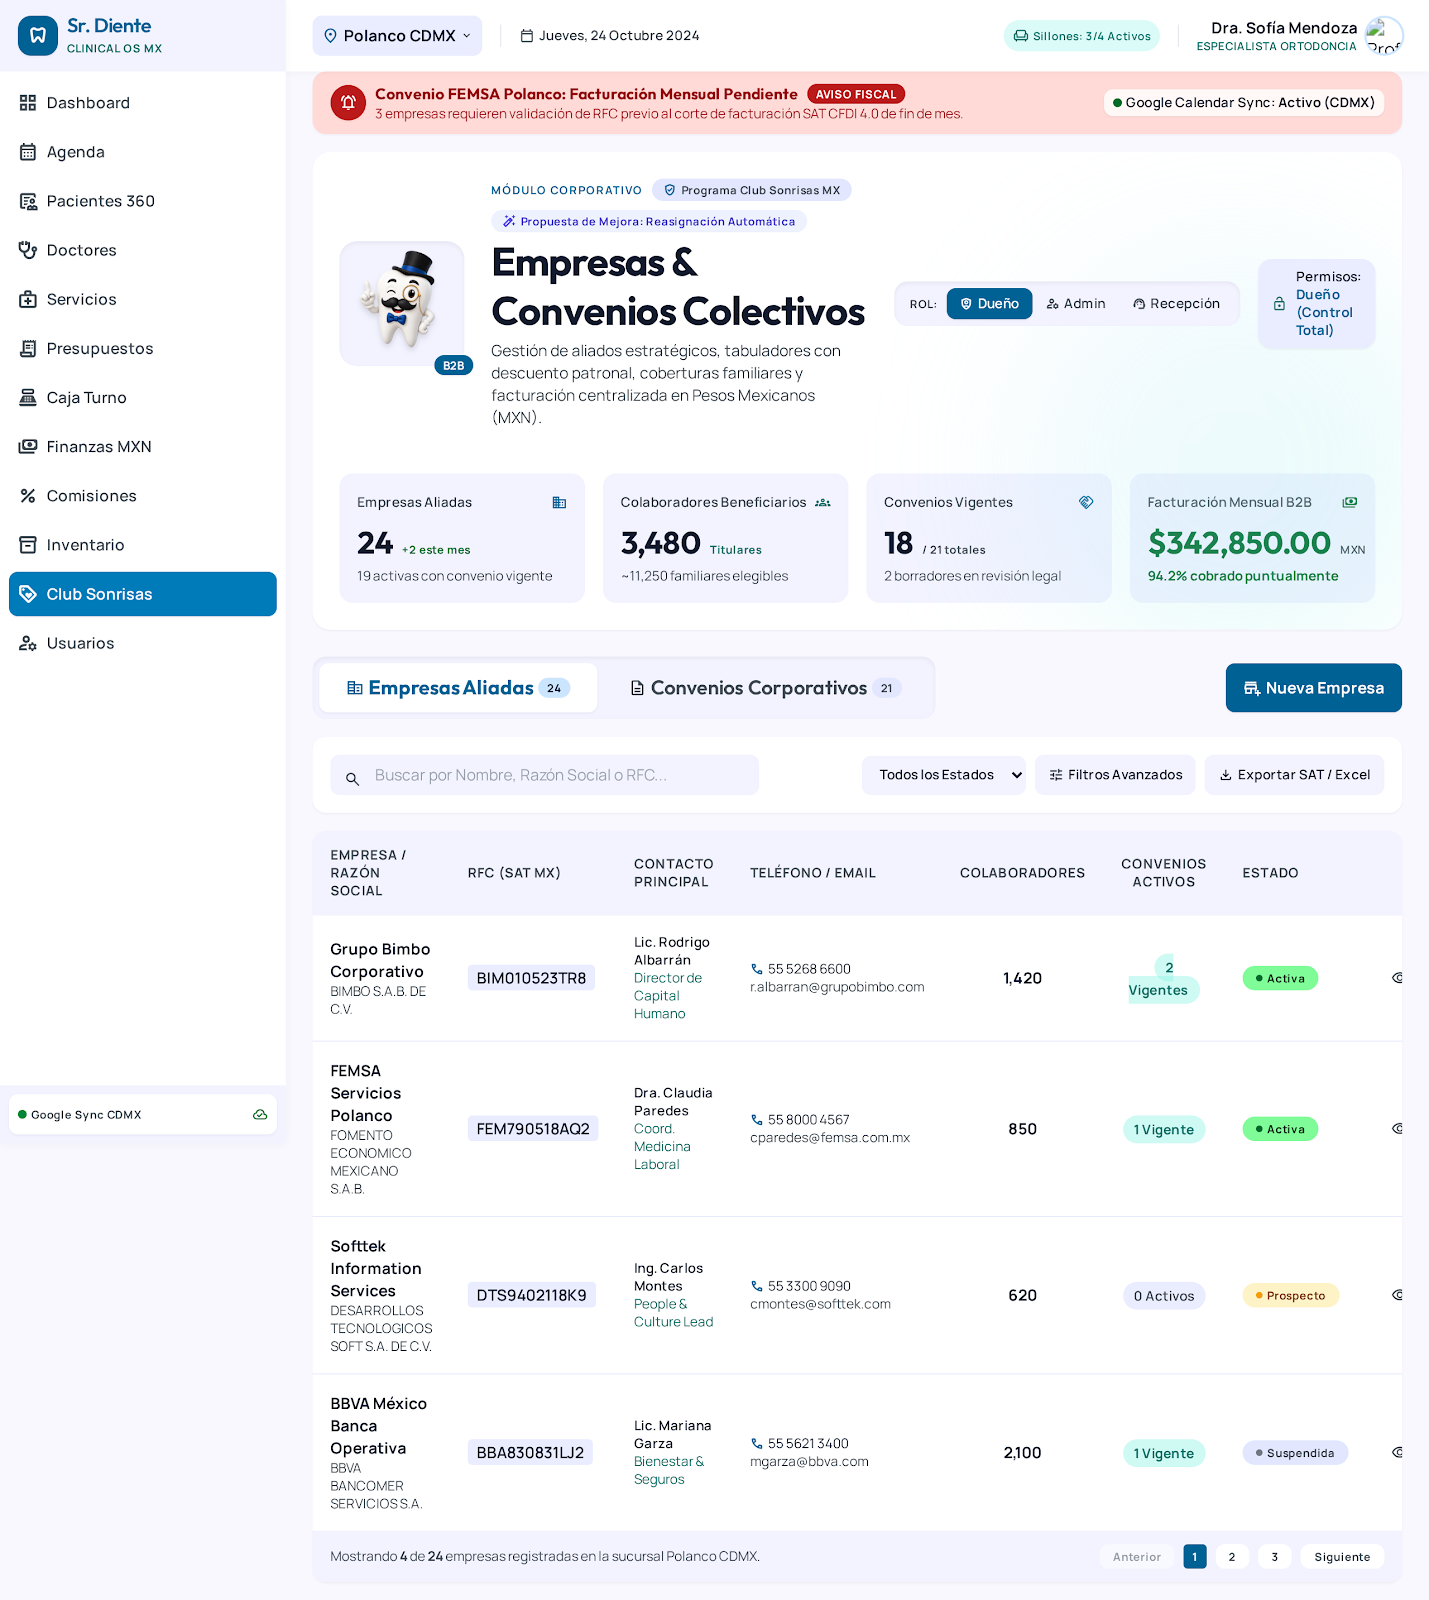 Sr. Diente
CLINICAL OS MX
Dashboard
Agenda
Pacientes 360
Doctores
Servicios
Presupuestos
Caja Turno
Finanzas MXN
Comisiones
Inventario
Club Sonrisas
Usuarios
Google Sync CDMX
Polanco CDMX
Jueves, 24 Octubre 2024
Sillones: 3/4 Activos
Dra. Sofía Mendoza
ESPECIALISTA ORTODONCIA
Convenio FEMSA Polanco: Facturación Mensual Pendiente
AVISO FISCAL
3 empresas requieren validación de RFC previo al corte de facturación SAT CFDI 4.0 de fin de mes.
Google Calendar Sync: Activo (CDMX)
MÓDULO CORPORATIVO
Programa Club Sonrisas MX
Propuesta de Mejora: Reasignación Automática
Empresas &
Convenios Colectivos
Gestión de aliados estratégicos, tabuladores con
descuento patronal, coberturas familiares y
facturación centralizada en Pesos Mexicanos
(MXN).
B2B
ROL:
Dueño
Admin
Recepción
Permisos:
Dueño
(Control
Total)
Empresas Aliadas
24 +2 este mes
19 activas con convenio vigente
Colaboradores Beneficiarios
3,480 Titulares
~11,250 familiares elegibles
Convenios Vigentes
18 / 21 totales
2 borradores en revisión legal
Facturación Mensual B2B
$342,850.00 MXN
94.2% cobrado puntualmente
Empresas Aliadas 24
Convenios Corporativos 21
Nueva Empresa
Buscar por Nombre, Razón Social o RFC...
Todos los Estados
Filtros Avanzados
Exportar SAT / Excel
EMPRESA /
RAZÓN
SOCIAL
RFC (SAT MX)
CONTACTO
PRINCIPAL
TELÉFONO / EMAIL
COLABORADORES
CONVENIOS
ACTIVOS
ESTADO
Grupo Bimbo
Corporativo
BIMBO S.A.B. DE
C.V.
BIM010523TR8
Lic. Rodrigo
Albarrán
Director de
Capital
Humano
55 5268 6600
r.albarran@grupobimbo.com
1,420
2
Vigentes
Activa
FEMSA
Servicios
Polanco
FOMENTO
ECONOMICO
MEXICANO
S.A.B.
FEM790518AQ2
Dra. Claudia
Paredes
Coord.
Medicina
Laboral
55 8000 4567
cparedes@femsa.com.mx
850
1 Vigente
Activa
Softtek
Information
Services
DESARROLLOS
TECNOLOGICOS
SOFT S.A. DE C.V.
DTS9402118K9
Ing. Carlos
Montes
People &
Culture Lead
55 3300 9090
cmontes@softtek.com
620
0 Activos
Prospecto
BBVA México
Banca
Operativa
BBVA
BANCOMER
SERVICIOS S.A.
BBA830831LJ2
Lic. Mariana
Garza
Bienestar &
Seguros
55 5621 3400
mgarza@bbva.com
2,100
1 Vigente
Suspendida
Mostrando 4 de 24 empresas registradas en la sucursal Polanco CDMX.
Anterior
1
2
3
Siguiente